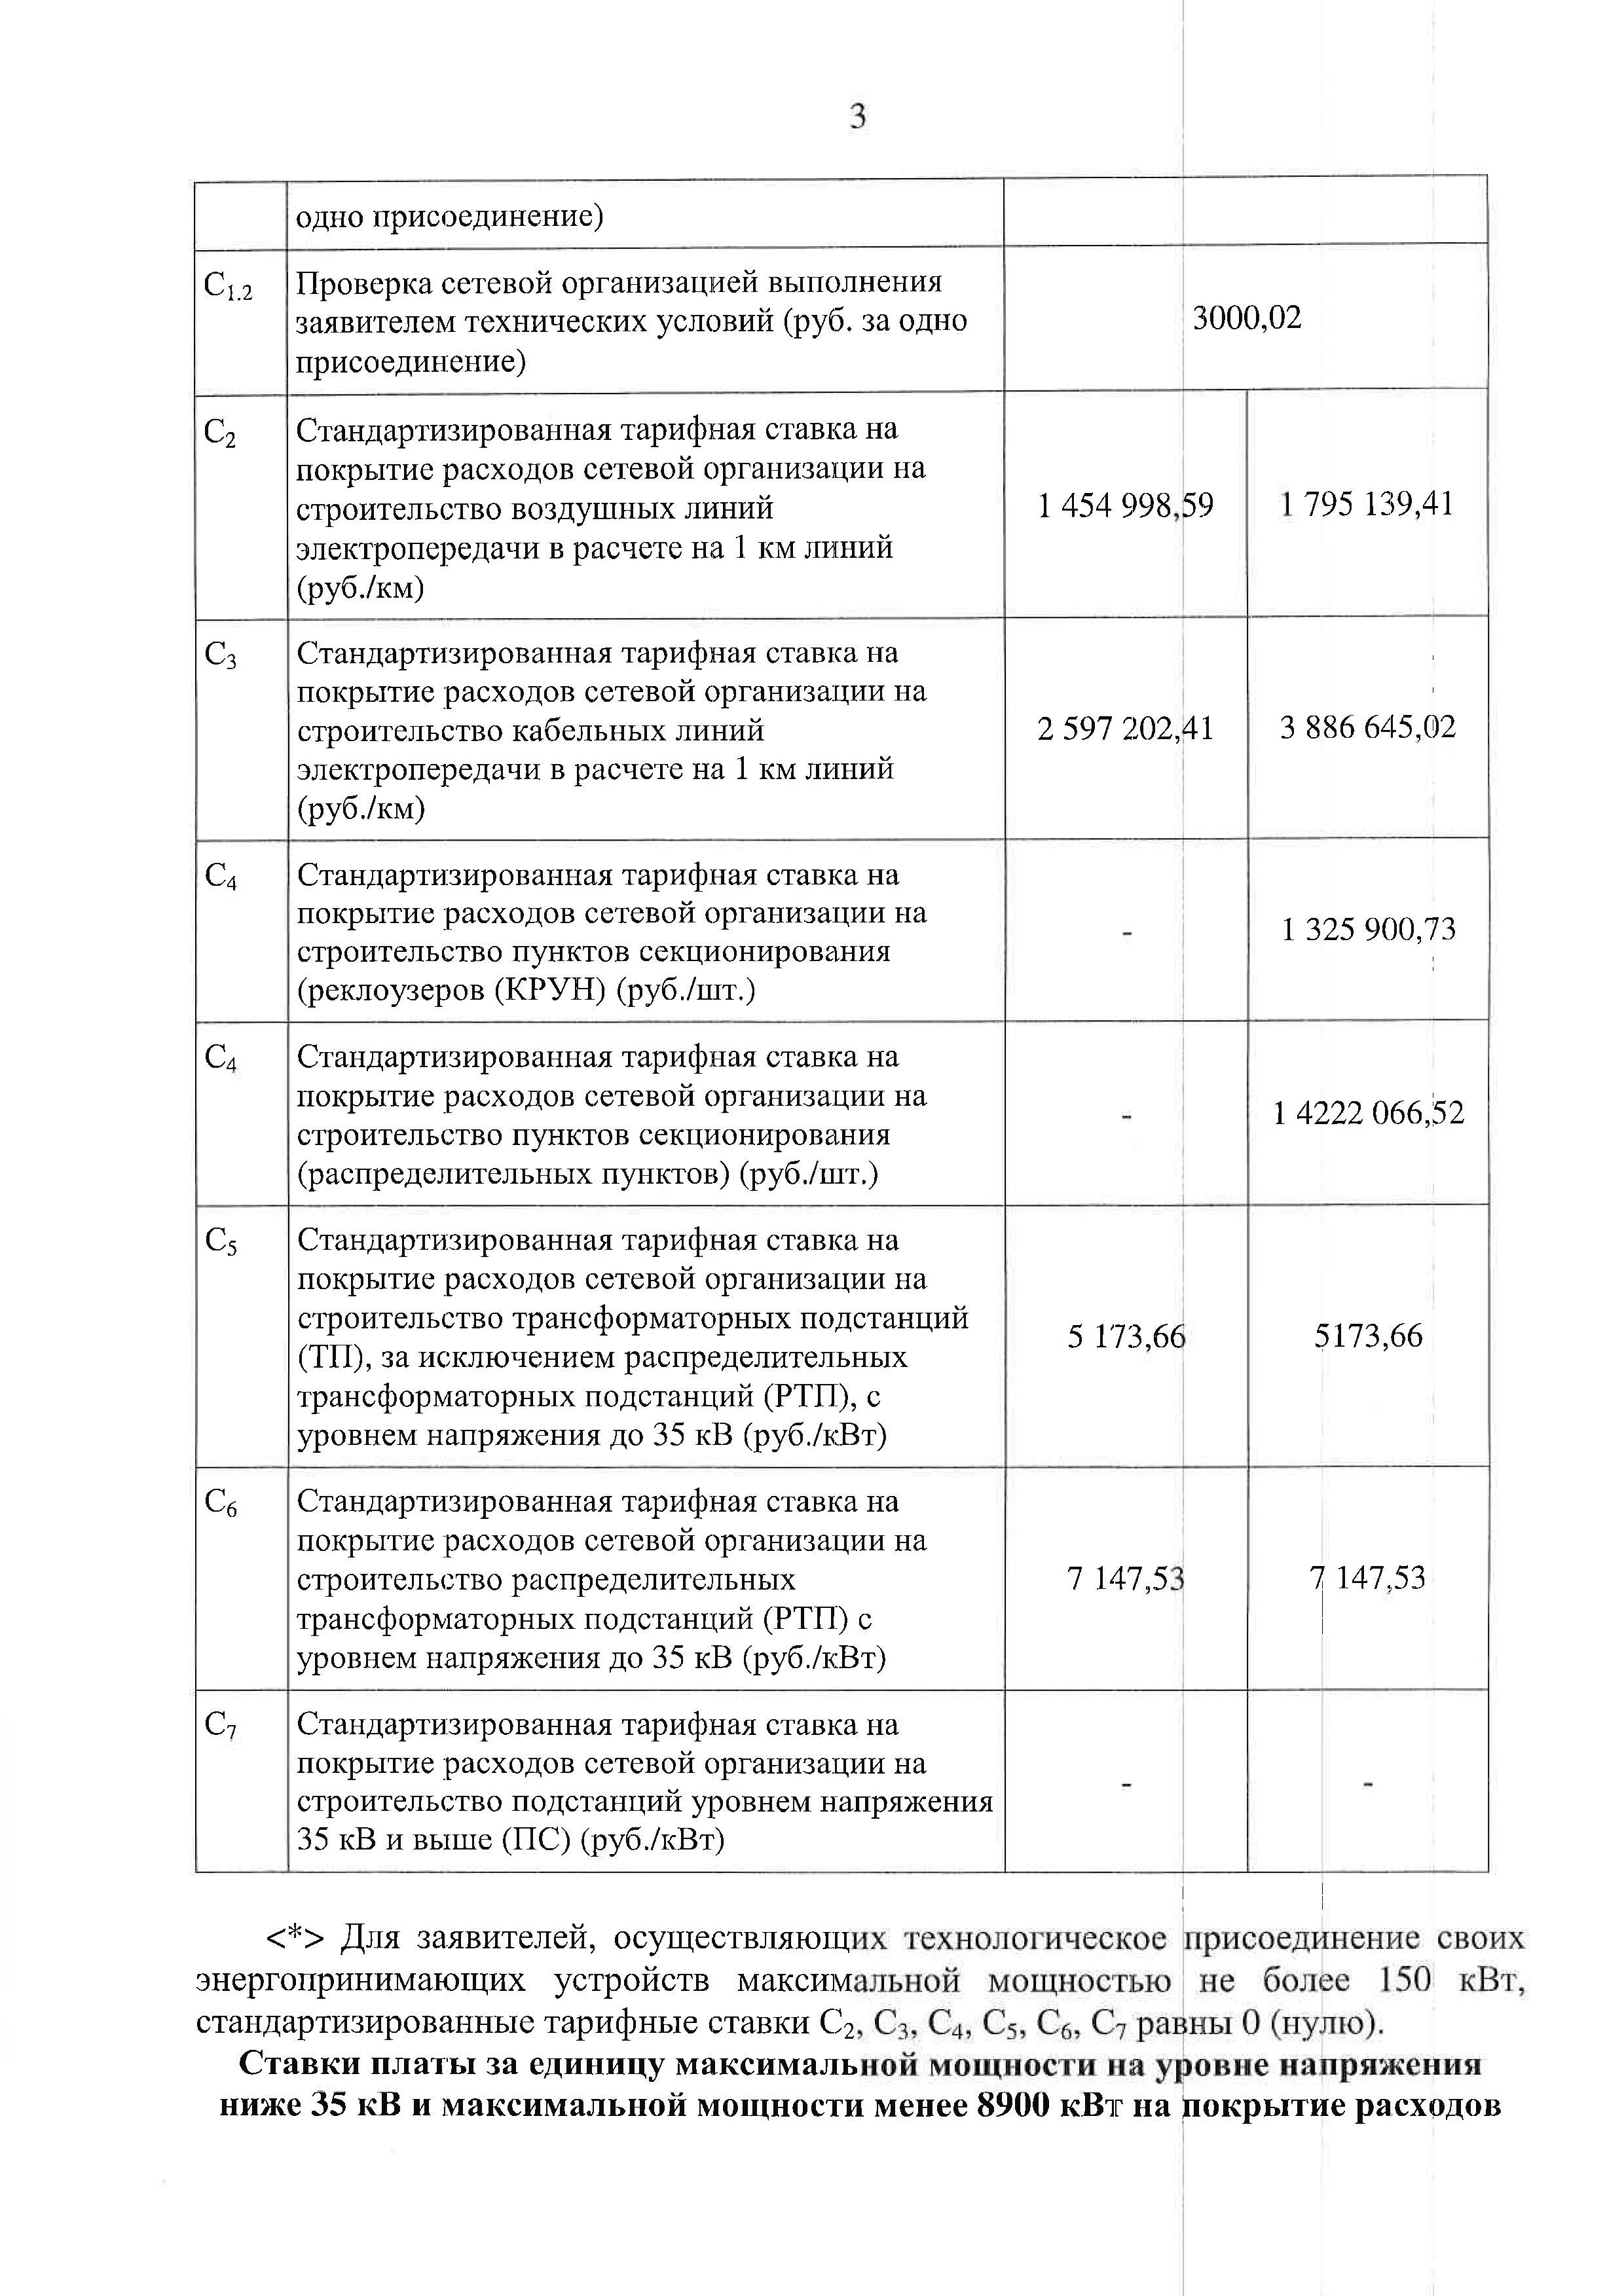 3
одно присоединение)
С1.2
Проверка сетевой организацией выполнения
заявителем технических условий (руб. за одно
присоединение)
3000,02
С2
Стандартизированная тарифная ставка на
покрытие расходов сетевой организации на
строительство воздушных линий
электропередачи в расчете на 1 км линий
(руб./км)
1 454 998,59
1 795 139,41
С3
Стандартизированная тарифная ставка на
покрытие расходов сетевой организации на
строительство кабельных линий
электропередачи в расчете на 1 км линий
(руб./км)
2 597 202,41
3 886 645,02
С4
Стандартизированная тарифная ставка на
покрытие расходов сетевой организации на
строительство пунктов секционирования
(реклоузеров (КРУН) (руб./шт.)
-
1 325 900,73
С4
Стандартизированная тарифная ставка на
покрытие расходов сетевой организации на
строительство пунктов секционирования
(распределительных пунктов) (руб./шт.)
-
1 4222 066,52
С5
Стандартизированная тарифная ставка на
покрытие расходов сетевой организации на
строительство трансформаторных подстанций
(ТП), за исключением распределительных
трансформаторных подстанций (РТП), с
уровнем напряжения до 35 кВ (руб./кВт)
5 173,66
5173,66
С6
Стандартизированная тарифная ставка на
покрытие расходов сетевой организации на
строительство распределительных
трансформаторных подстанций (РТП) с
уровнем напряжения до 35 кВ (руб./кВт)
7 147,53
7 147,53
С7
Стандартизированная тарифная ставка на
покрытие расходов сетевой организации на
строительство подстанций уровнем напряжения
35 кВ и выше (ПС) (руб./кВт)
-
-
<*> Для заявителей, осуществляющих технологическое присоединение своих
энергопринимающих устройств максимальной мощностью не более 150 кВт,
стандартизированные тарифные ставки С2, С3, С4, С5, С6, С7 равны 0 (нулю).
Ставки платы за единицу максимальной мощности на уровне напряжения
ниже 35 кВ и максимальной мощности менее 8900 кВт на покрытие расходов